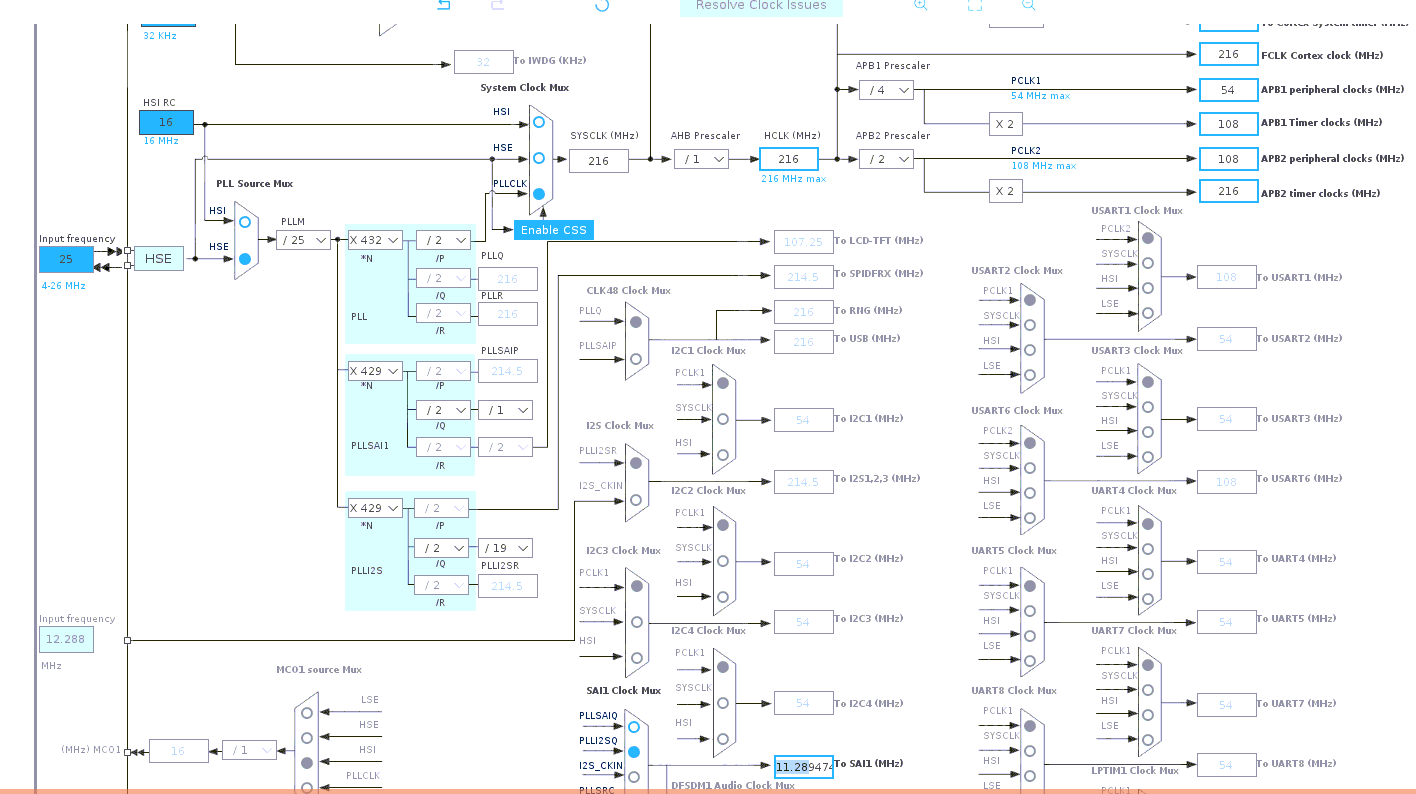 Resolve Clock Issues
32 KHz
32
To IWDG (KHz)
216
FCLK Cortex clock (MHz)
APB1 Prescaler
/ 4
PCLK1
54 MHz max
54
APB1 peripheral clocks (MHz)
X 2
108
APB1 Timer clocks (MHz)
System Clock Mux
HSI RC
16
16 MHz
HSI
HSE
PLLCLK
SYSCLK (MHz)
216
AHB Prescaler
/ 1
HCLK (MHz)
216
216 MHz max
APB2 Prescaler
/ 2
PCLK2
108 MHz max
108
APB2 peripheral clocks (MHz)
X 2
216
APB2 timer clocks (MHz)
Enable CSS
PLL Source Mux
HSI
HSE
Input frequency
25
4-26 MHz
HSE
PLLM
/ 25
X 432
*N
/ 2
/P
PLLQ
/ 2
216
/Q
PLLR
/ 2
216
/R
PLL
PLLSAIP
X 429
*N
/ 2
214.5
/P
/ 2
/ 1
/Q
PLLSAI1
/ 2
/ 2
/R
X 429
*N
/ 2
/P
/ 2
/ 19
/Q
PLLI2S
PLLI2SR
/ 2
214.5
/R
107.25
To LCD-TFT (MHz)
214.5
To SPIDFRX (MHz)
CLK48 Clock Mux
PLLQ
PLLSAIP
216
To RNG (MHz)
216
To USB (MHz)
I2C1 Clock Mux
PCLK1
SYSCLK
HSI
54
To I2C1 (MHz)
I2S Clock Mux
PLLI2SR
I2S_CKIN
214.5
To I2S1,2,3 (MHz)
I2C2 Clock Mux
PCLK1
SYSCLK
HSI
54
To I2C2 (MHz)
I2C3 Clock Mux
PCLK1
SYSCLK
HSI
54
To I2C3 (MHz)
I2C4 Clock Mux
PCLK1
SYSCLK
HSI
54
To I2C4 (MHz)
SAI1 Clock Mux
PLLSAIQ
PLLI2SQ
I2S_CKIN
PLLSRC
11.289474
To SAI1 (MHz)
DFSDM1 Audio Clock Mux
USART1 Clock Mux
PCLK2
SYSCLK
HSI
LSE
108
To USART1 (MHz)
USART2 Clock Mux
PCLK1
SYSCLK
HSI
LSE
54
To USART2 (MHz)
USART3 Clock Mux
PCLK1
SYSCLK
HSI
LSE
54
To USART3 (MHz)
USART6 Clock Mux
PCLK2
SYSCLK
HSI
LSE
108
To USART6 (MHz)
UART4 Clock Mux
PCLK1
SYSCLK
HSI
LSE
54
To UART4 (MHz)
UART5 Clock Mux
PCLK1
SYSCLK
HSI
LSE
54
To UART5 (MHz)
UART7 Clock Mux
PCLK1
SYSCLK
HSI
LSE
54
To UART7 (MHz)
UART8 Clock Mux
PCLK1
SYSCLK
HSI
LSE
54
To UART8 (MHz)
LPTIM1 Clock Mux
PCLK1
Input frequency
12.288
MHz
MCO1 source Mux
LSE
HSE
HSI
PLLCLK
(MHz) MCO1
16
/ 1